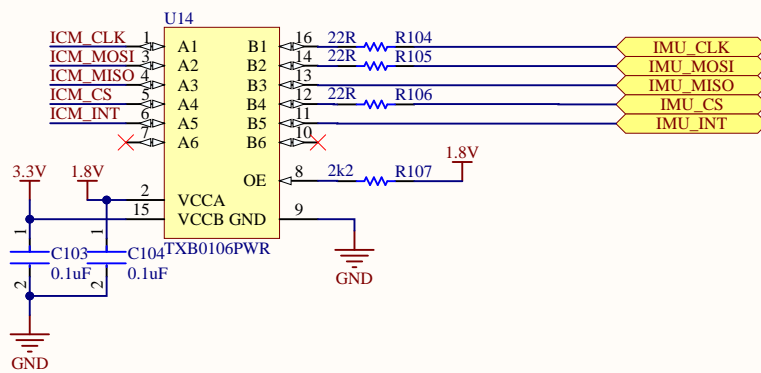 U14
ICM_CLK 1 A1 B1 16 22R R104 IMU_CLK
ICM_MOSI 3 A2 B2 14 22R R105 IMU_MOSI
ICM_MISO 4 A3 B3 13 IMU_MISO
ICM_CS 5 A4 B4 12 22R R106 IMU_CS
ICM_INT 6 A5 B5 11 IMU_INT
7 A6 B6 10
OE 8 2k2 R107 1.8V
3.3V 1.8V
2 VCCA
15 VCCB GND 9
TXB0106PWR
1 C103 0.1uF 2
1 C104 0.1uF 2
GND
GND